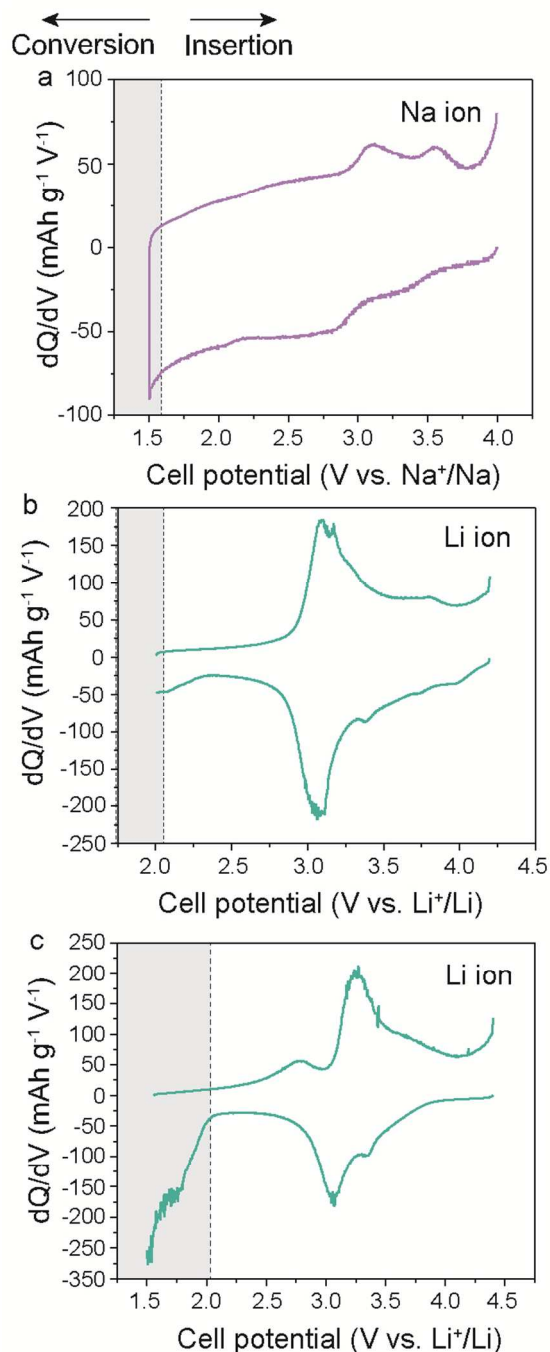 Conversion Insertion
a
Na ion
100
50
0
-50
-100
dQ/dV (mAh g⁻¹ V⁻¹)
1.5 2.0 2.5 3.0 3.5 4.0
Cell potential (V vs. Na⁺/Na)
b
Li ion
200
150
100
50
0
-50
-100
-150
-200
-250
dQ/dV (mAh g⁻¹ V⁻¹)
2.0 2.5 3.0 3.5 4.0 4.5
Cell potential (V vs. Li⁺/Li)
c
Li ion
250
200
150
100
50
0
-50
-100
-150
-200
-250
-350
dQ/dV (mAh g⁻¹ V⁻¹)
1.5 2.0 2.5 3.0 3.5 4.0 4.5
Cell potential (V vs. Li⁺/Li)